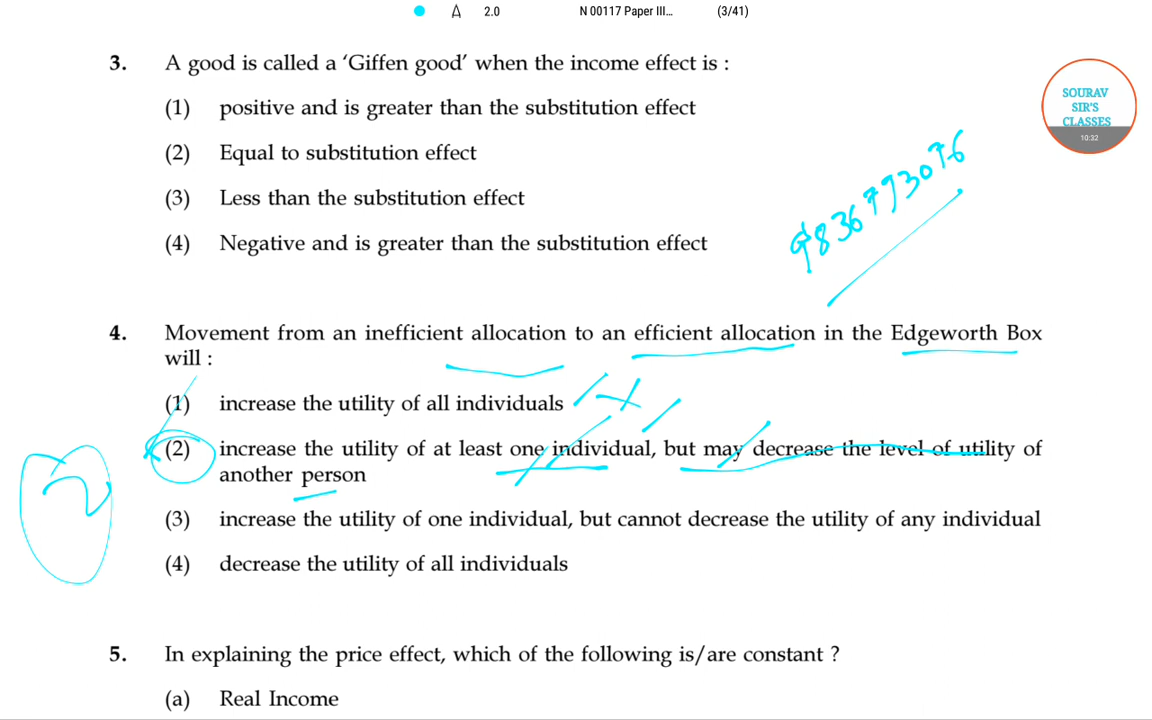 2.0 N 00117 Paper III... (3/41)
3. A good is called a ‘Giffen good’ when the income effect is :
(1) positive and is greater than the substitution effect
(2) Equal to substitution effect
(3) Less than the substitution effect
(4) Negative and is greater than the substitution effect
SOURAV
SIR'S
CLASSES
10:32
9836773076
4. Movement from an inefficient allocation to an efficient allocation in the Edgeworth Box
will :
(1) increase the utility of all individuals
(2) increase the utility of at least one individual, but may decrease the level of utility of
another person
(3) increase the utility of one individual, but cannot decrease the utility of any individual
(4) decrease the utility of all individuals
2
5. In explaining the price effect, which of the following is/are constant ?
(a) Real Income